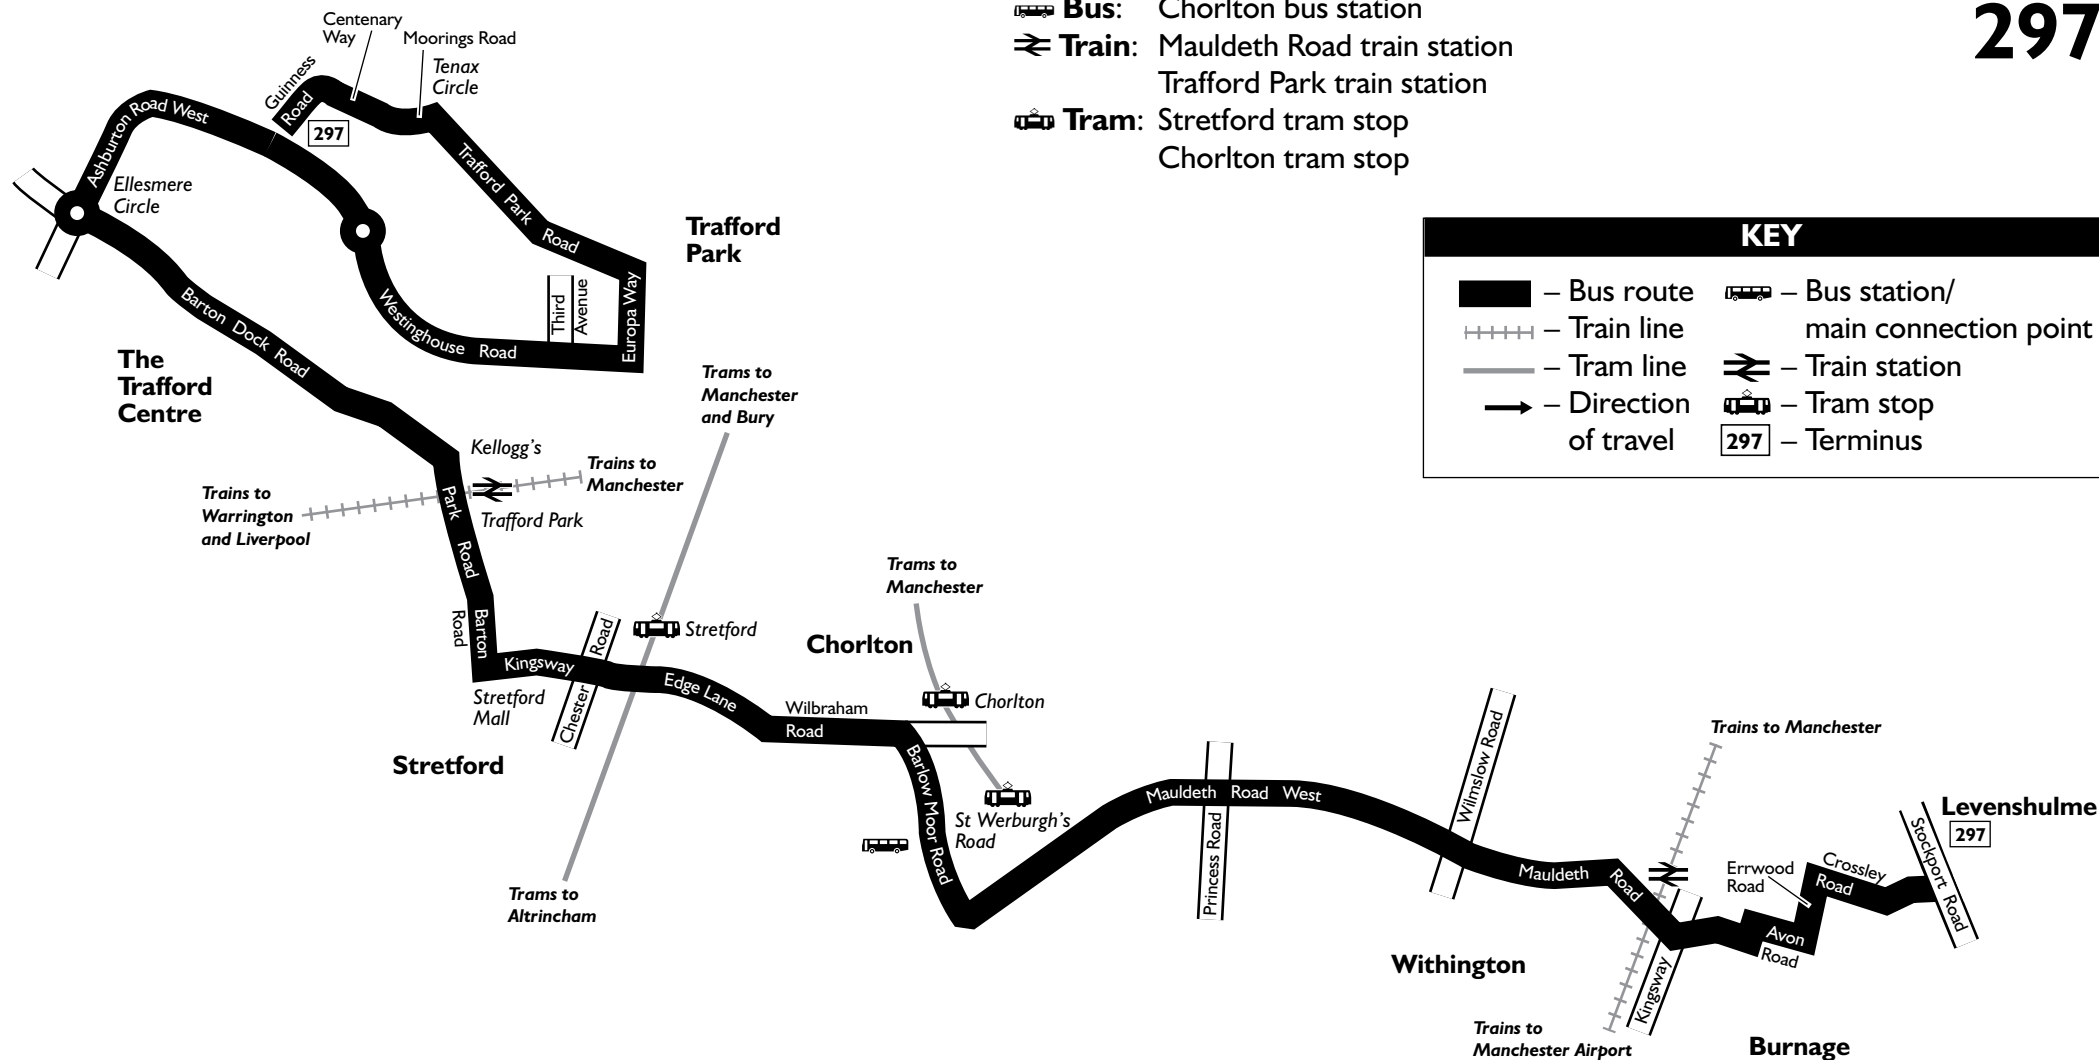 Bus: Chorlton bus station
Train: Mauldeth Road train station
Trafford Park train station
Tram: Stretford tram stop
Chorlton tram stop
297
KEY
– Bus route
– Train line
– Tram line
– Direction
of travel
– Bus station/
main connection point
– Train station
– Tram stop
297 – Terminus
Centenary
Way
Moorings Road
Tenax
Circle
Guinness
Road
297
Ashburton Road West
Ellesmere
Circle
Trafford Park Road
Trafford
Park
Third
Avenue
Europa Way
Westinghouse Road
Barton Dock Road
The
Trafford
Centre
Trams to
Manchester
and Bury
Kellogg's
Trains to
Manchester
Trains to
Warrington
and Liverpool
Trafford Park
Park Road
Barton
Road
Kingsway
Stretford
Mall
Chester Road
Stretford
Stretford
Edge Lane
Trams to
Altrincham
Wilbraham
Road
Chorlton
Trams to
Manchester
Chorlton
St Werburgh's
Road
Barlow Moor Road
Mauldeth Road West
Princess Road
Wilmslow Road
Withington
Mauldeth Road
Trains to Manchester
Kingsway
Trains to
Manchester Airport
Burnage
Avon
Road
Errwood
Road
Crossley
Road
Stockport Road
Levenshulme
297